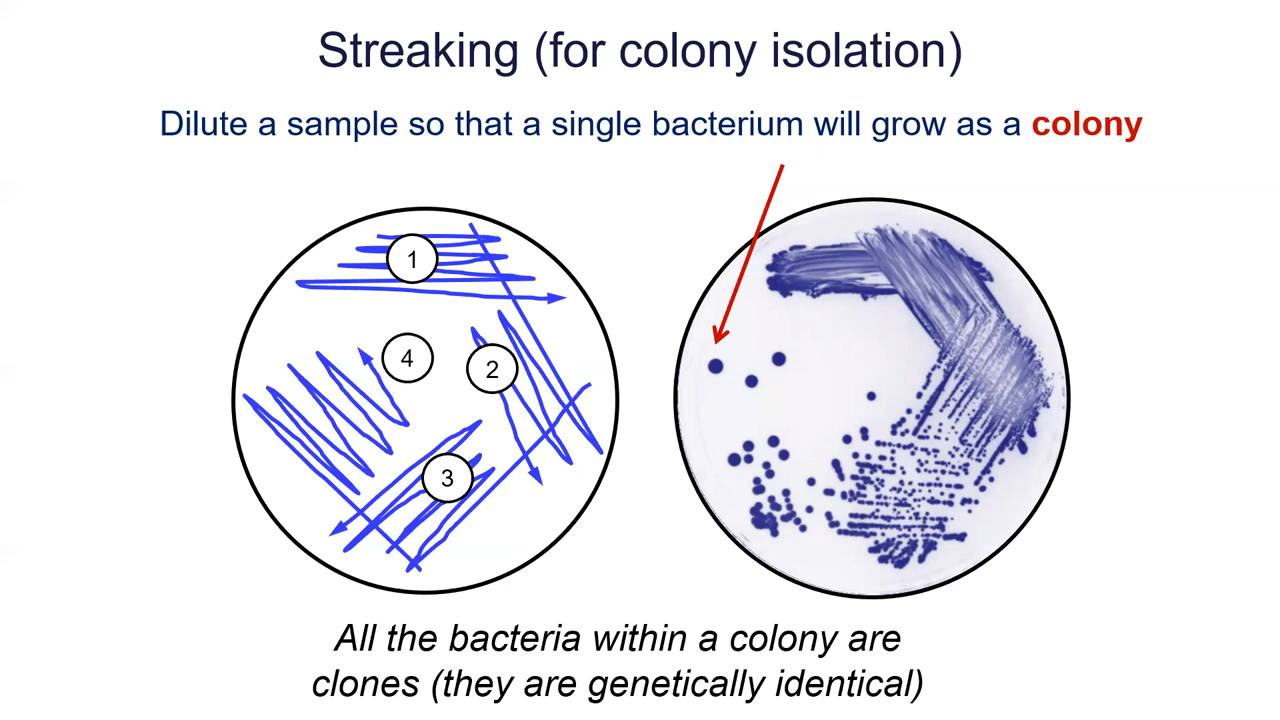 Streaking (for colony isolation)
Dilute a sample so that a single bacterium will grow as a colony
1
4
2
3
All the bacteria within a colony are
clones (they are genetically identical)